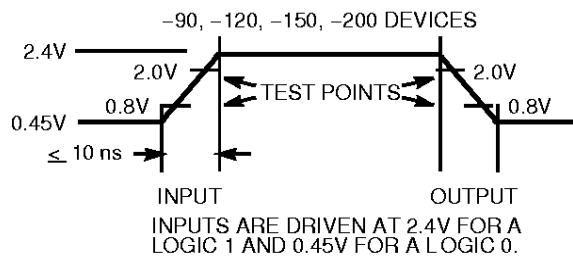 –90, –120, –150, –200 DEVICES
2.4V
2.0V 2.0V
TEST POINTS
0.8V 0.8V
0.45V
≤ 10 ns
INPUT OUTPUT
INPUTS ARE DRIVEN AT 2.4V FOR A
LOGIC 1 AND 0.45V FOR A LOGIC 0.